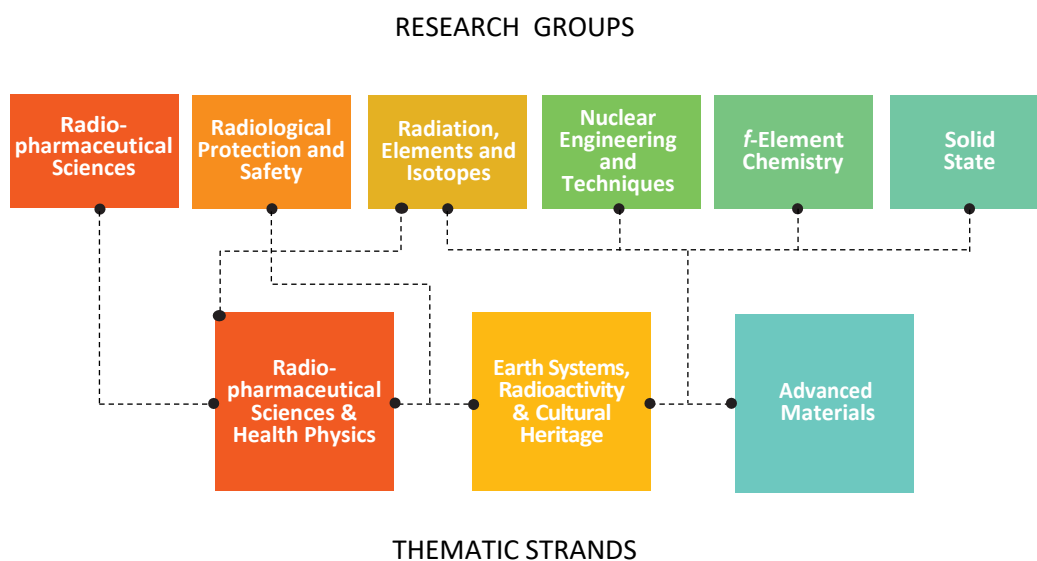 RESEARCH GROUPS
Radio-
pharmaceutical
Sciences
Radiological
Protection and
Safety
Radiation,
Elements and
Isotopes
Nuclear
Engineering
and
Techniques
f-Element
Chemistry
Solid
State
Radio-
pharmaceutical
Sciences &
Health Physics
Earth Systems,
Radioactivity
& Cultural
Heritage
Advanced
Materials
THEMATIC STRANDS